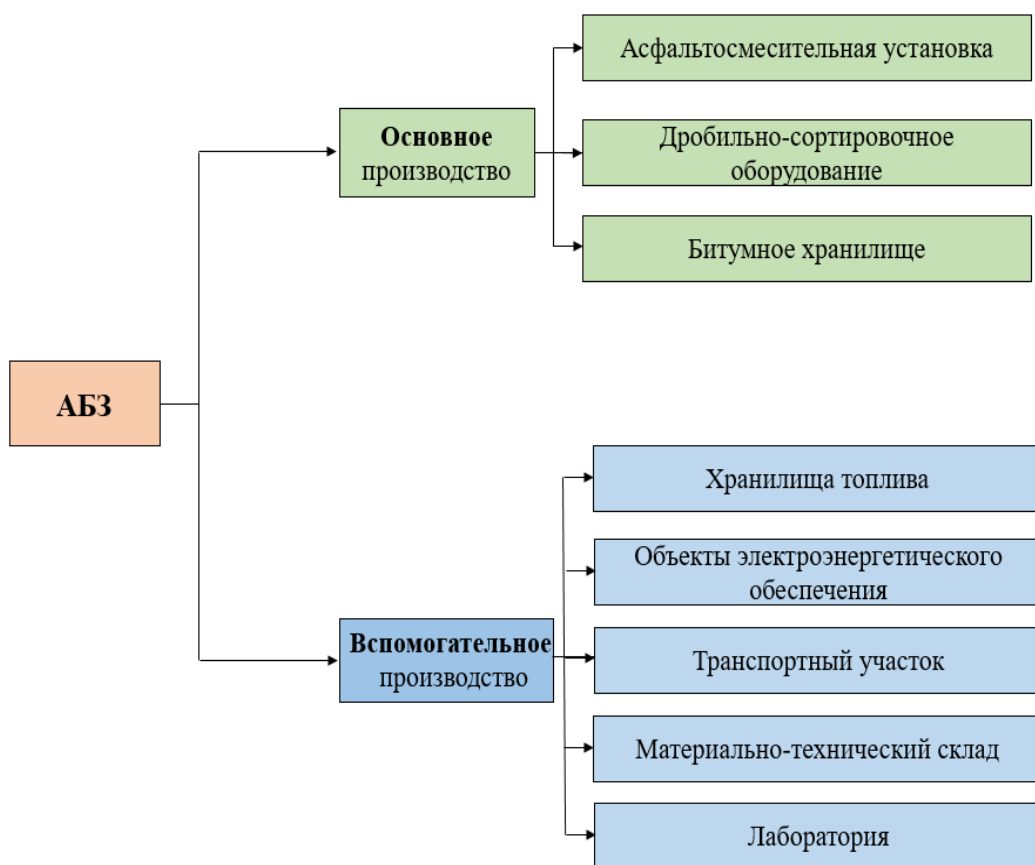 АБЗ
Основное
производство
Асфальтосмесительная установка
Дробильно-сортировочное
оборудование
Битумное хранилище
Вспомогательное
производство
Хранилища топлива
Объекты электроэнергетического
обеспечения
Транспортный участок
Материально-технический склад
Лаборатория